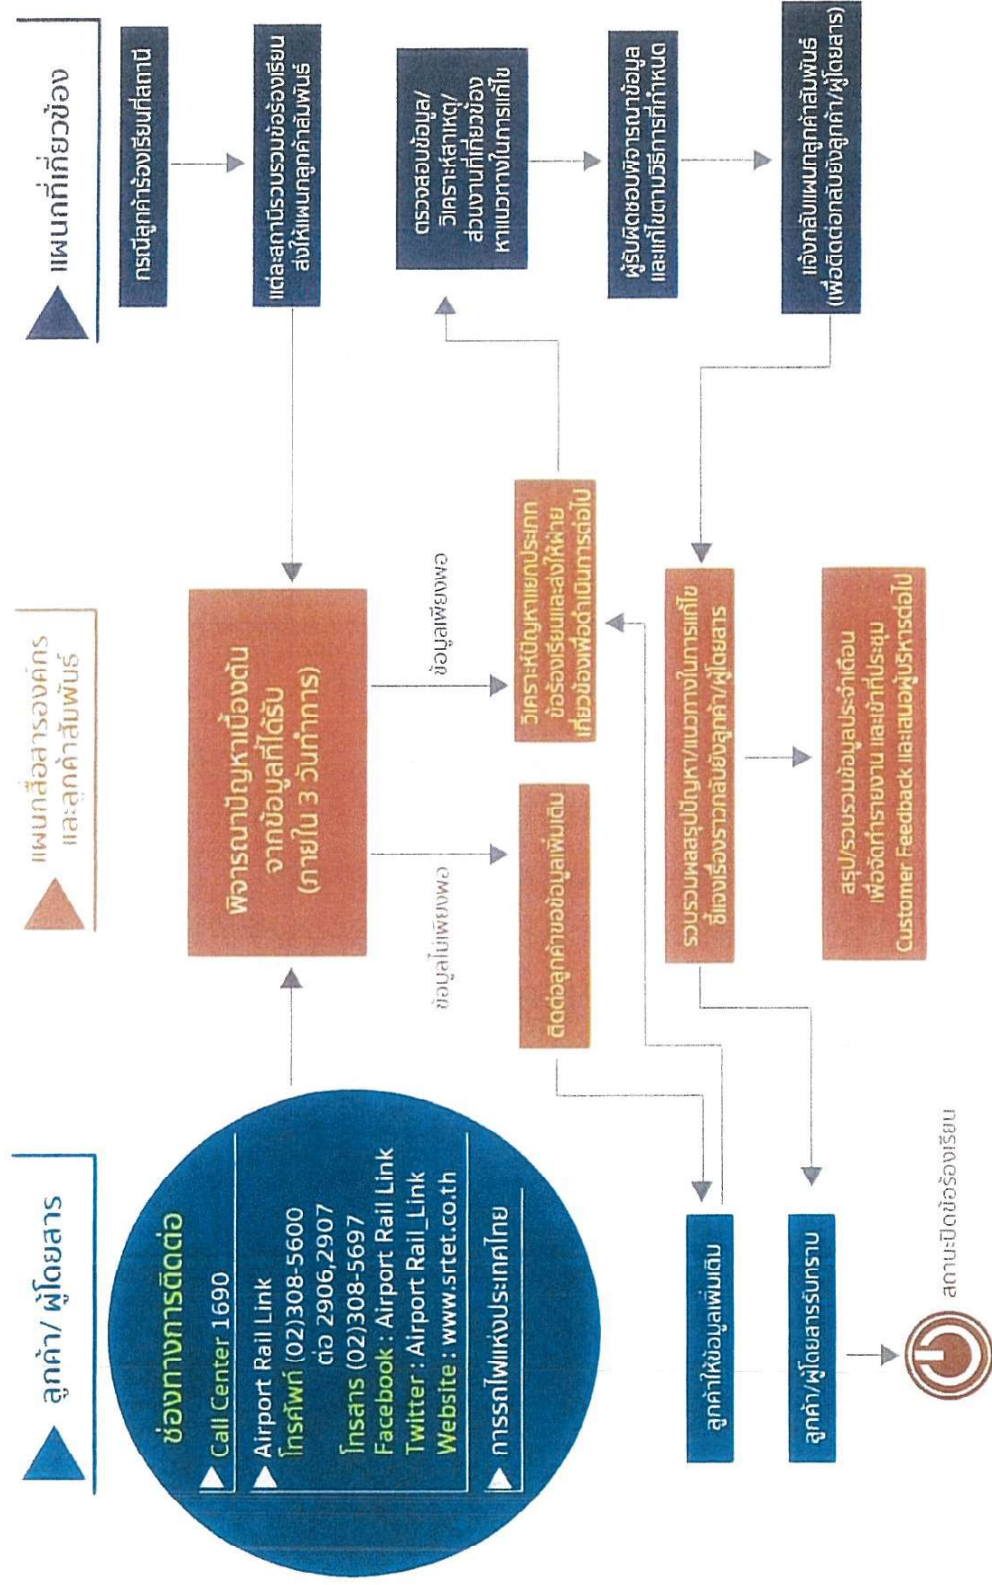 ลูกค้า/ ผู้โดยสาร
ช่องทางการติดต่อ
Call Center 1690
Airport Rail Link
โทรศัพท์ (02)308-5600
ต่อ 2906,2907
โทรสาร (02)308-5697
Facebook : Airport Rail Link
Twitter : Airport Rail_Link
Website : www.srtet.co.th
การรถไฟแห่งประเทศไทย
ลูกค้าให้ข้อมูลเพิ่มเติม
ลูกค้า/ผู้โดยสารรับทราบ
สถานะปิดข้อร้องเรียน
แผนกสื่อสารองค์กร
และลูกค้าสัมพันธ์
พิจารณาปัญหาเบื้องต้น
จากข้อมูลที่ได้รับ
(ภายใน 3 วันทำการ)
ข้อมูลไม่เพียงพอ
ข้อมูลเพียงพอ
ติดต่อลูกค้าขอข้อมูลเพิ่มเติม
วิเคราะห์ปัญหาแยกประเภท
ข้อร้องเรียนและส่งให้ฝ่าย
เกี่ยวข้องเพื่อดำเนินการต่อไป
รวบรวมผลสรุปปัญหา/แนวทางในการแก้ไข
ชี้แจงเรื่องราวกลับยังลูกค้า/ผู้โดยสาร
สรุป/รวบรวมข้อมูลประจำเดือน
เพื่อจัดทำรายงาน และเข้าที่ประชุม
Customer Feedback และเสนอผู้บริหารต่อไป
แผนกที่เกี่ยวข้อง
กรณีลูกค้าร้องเรียนที่สถานี
แต่ละสถานีรวบรวมข้อร้องเรียน
ส่งให้แผนกลูกค้าสัมพันธ์
ตรวจสอบข้อมูล/
วิเคราะห์สาเหตุ/
ส่วนงานที่เกี่ยวข้อง
หาแนวทางในการแก้ไข
ผู้รับผิดชอบพิจารณาข้อมูล
และแก้ไขตามวิธีการที่กำหนด
แจ้งกลับแผนกลูกค้าสัมพันธ์
(เพื่อติดต่อกลับยังลูกค้า/ผู้โดยสาร)